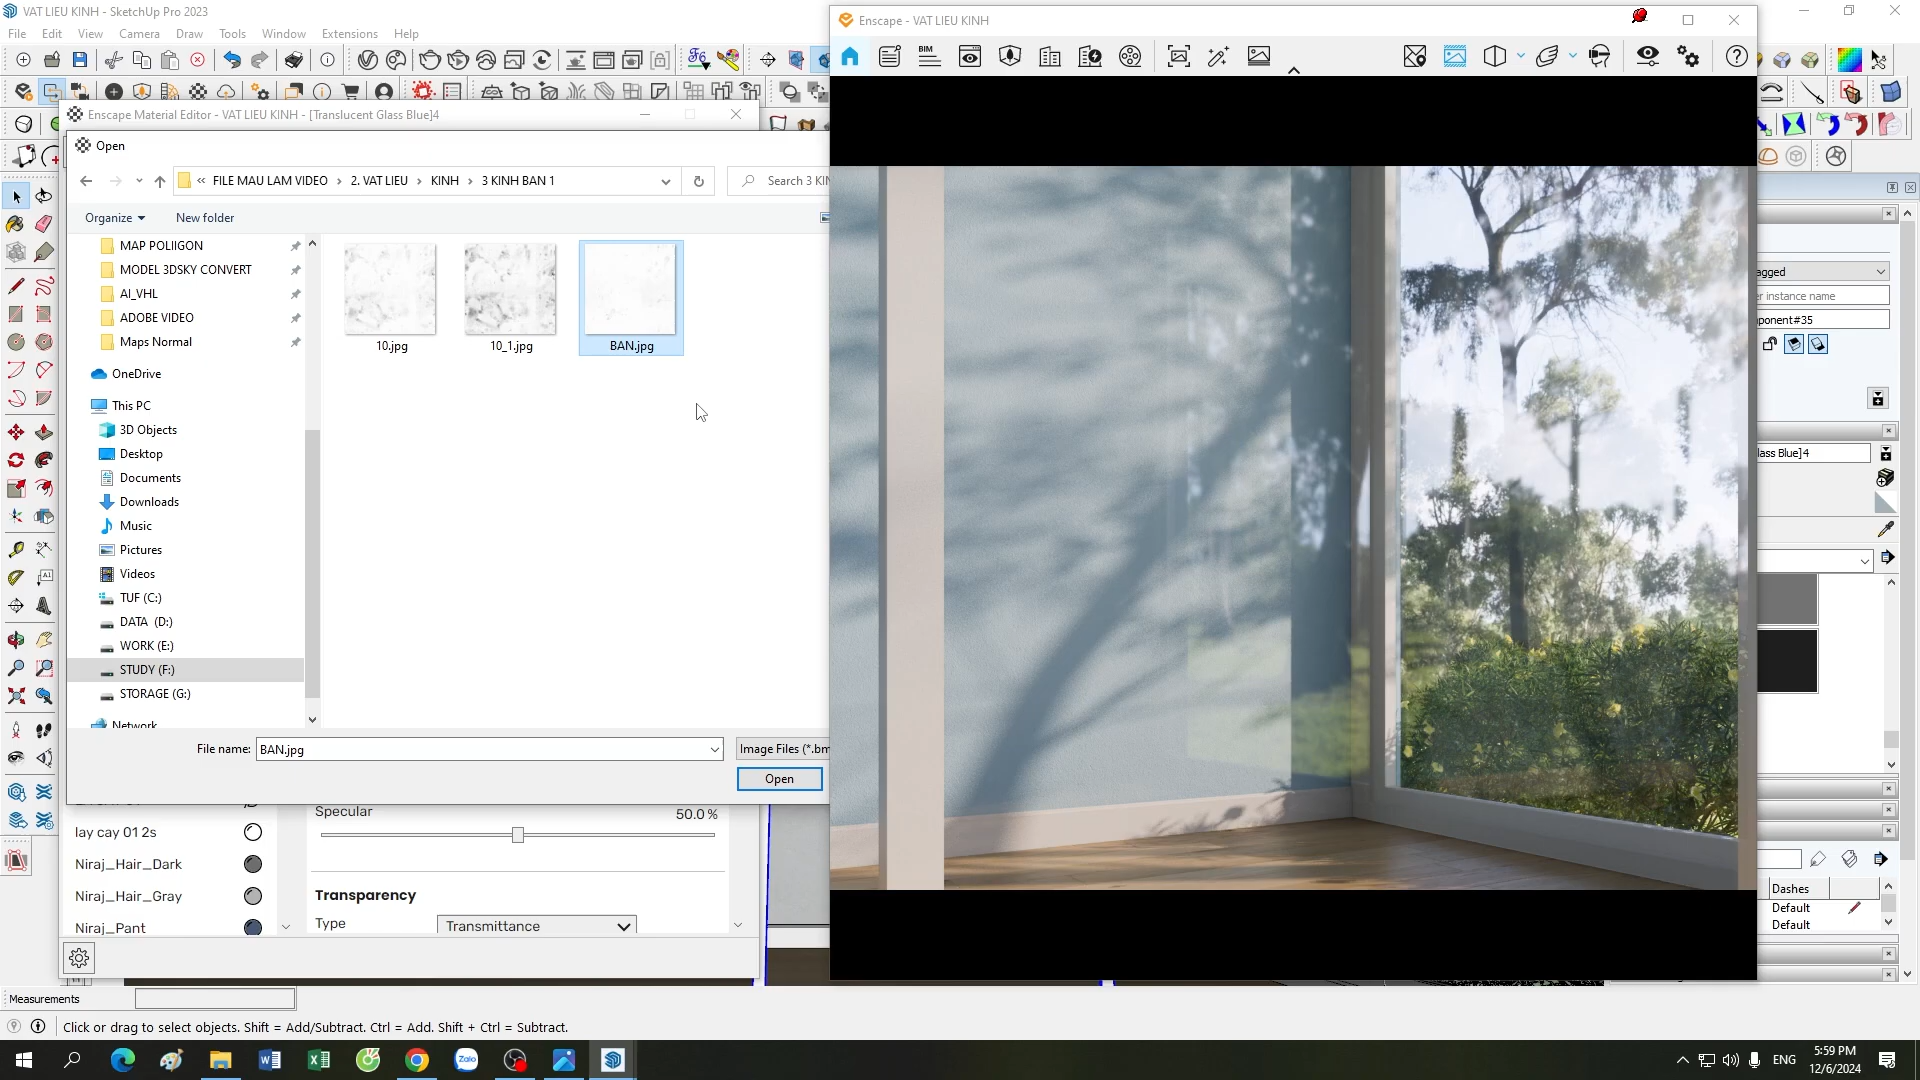 VAT LIEU KINH - SketchUp Pro 2023
File Edit View Camera Draw Tools Window Extensions Help
Enscape - VAT LIEU KINH
BIM
Enscape Material Editor - VAT LIEU KINH - [Translucent Glass Blue]4
Open
« FILE MAU LAM VIDEO › 2. VAT LIEU › KINH › 3 KINH BAN 1
Search 3 KIN
Organize
New folder
MAP POLIIGON
MODEL 3DSKY CONVERT
AI_VHL
ADOBE VIDEO
Maps Normal
OneDrive
This PC
3D Objects
Desktop
Documents
Downloads
Music
Pictures
Videos
TUF (C:)
DATA (D:)
WORK (E:)
STUDY (F:)
STORAGE (G:)
Network
10.jpg
10_1.jpg
BAN.jpg
File name: BAN.jpg
Image Files (*.bm
Open
lay cay 01 2s
Niraj_Hair_Dark
Niraj_Hair_Gray
Niraj_Pant
Specular
50.0 %
Transparency
Type
Transmittance
agged
er instance name
ponent#35
lass Blue]4
Dashes
Default
Default
Measurements
Click or drag to select objects. Shift = Add/Subtract. Ctrl = Add. Shift + Ctrl = Subtract.
Zalo
ENG
5:59 PM
12/6/2024